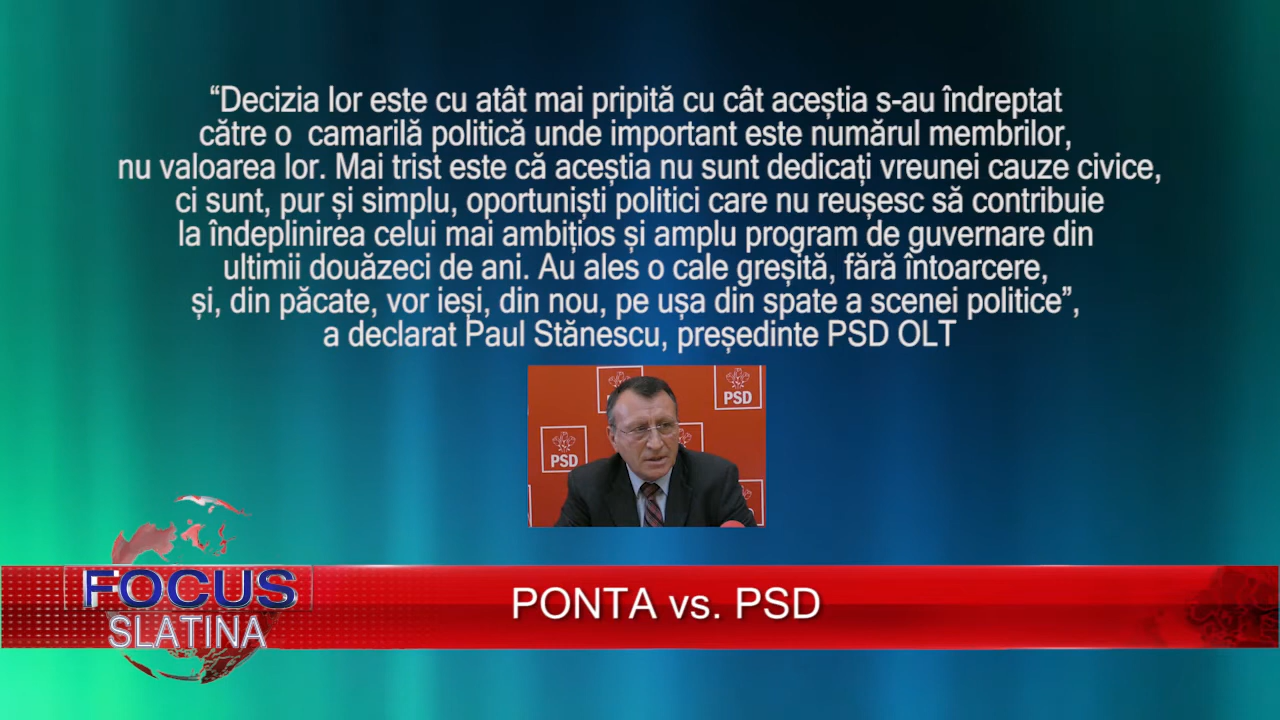 “Decizia lor este cu atât mai pripită cu cât aceștia s-au îndreptat
către o  camarilă politică unde important este numărul membrilor,
nu valoarea lor. Mai trist este că aceștia nu sunt dedicați vreunei cauze civice,
ci sunt, pur și simplu, oportuniști politici care nu reușesc să contribuie
la îndeplinirea celui mai ambițios și amplu program de guvernare din
ultimii douăzeci de ani. Au ales o cale greșită, fără întoarcere,
și, din păcate, vor ieși, din nou, pe ușa din spate a scenei politice”,
a declarat Paul Stănescu, președinte PSD OLT
PSD
PSD
FOCUS
SLATINA
PONTA vs. PSD